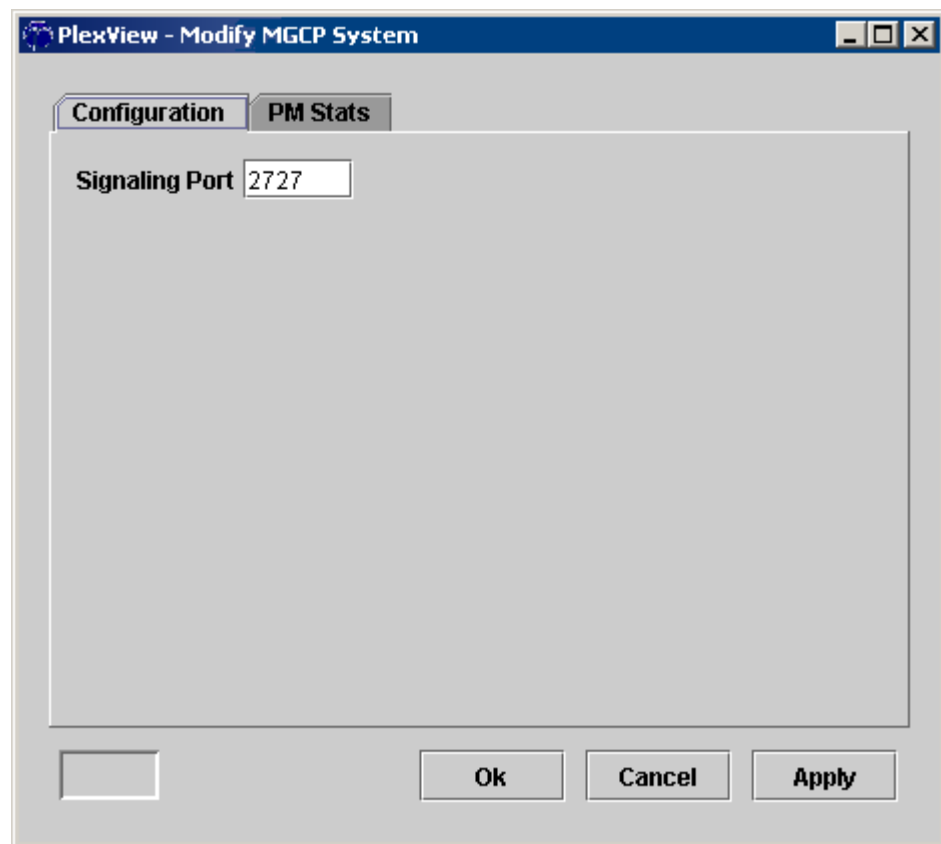 PlexView - Modify MGCP System
Configuration PM Stats
Signaling Port 2727
Ok Cancel Apply